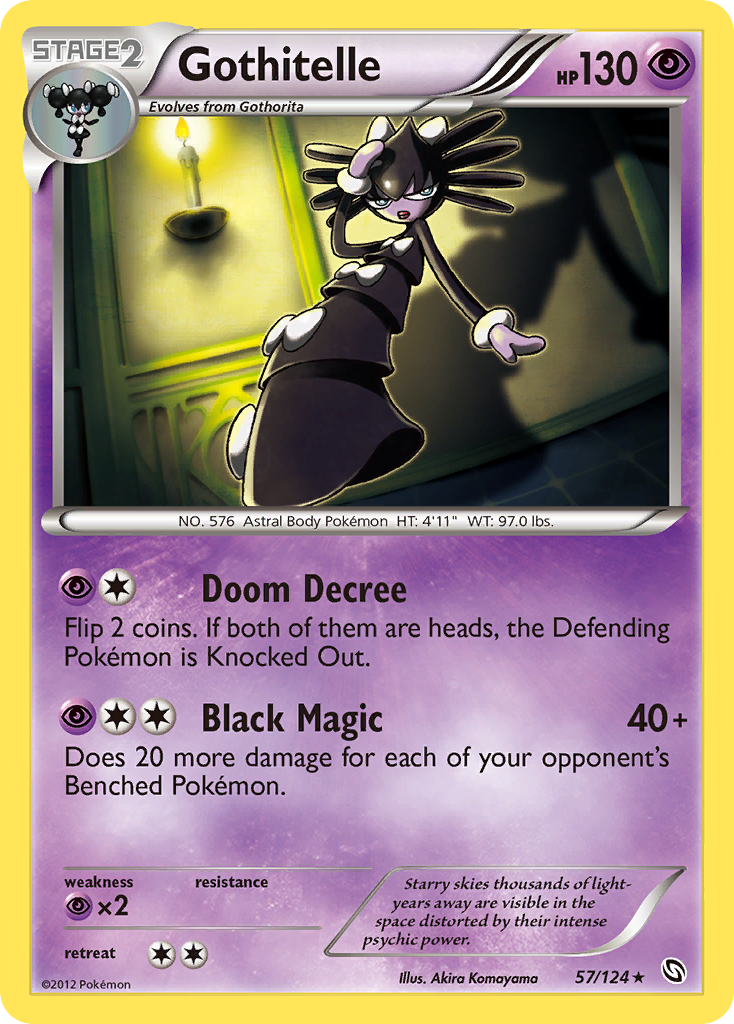 STAGE2
Gothitelle
HP130
Evolves from Gothorita
NO. 576 Astral Body Pokémon HT: 4'11" WT: 97.0 lbs.
Doom Decree
Flip 2 coins. If both of them are heads, the Defending
Pokémon is Knocked Out.
Black Magic 40+
Does 20 more damage for each of your opponent's
Benched Pokémon.
weakness resistance
×2
retreat
Starry skies thousands of light-
years away are visible in the
space distorted by their intense
psychic power.
©2012 Pokémon
Illus. Akira Komayama
57/124★